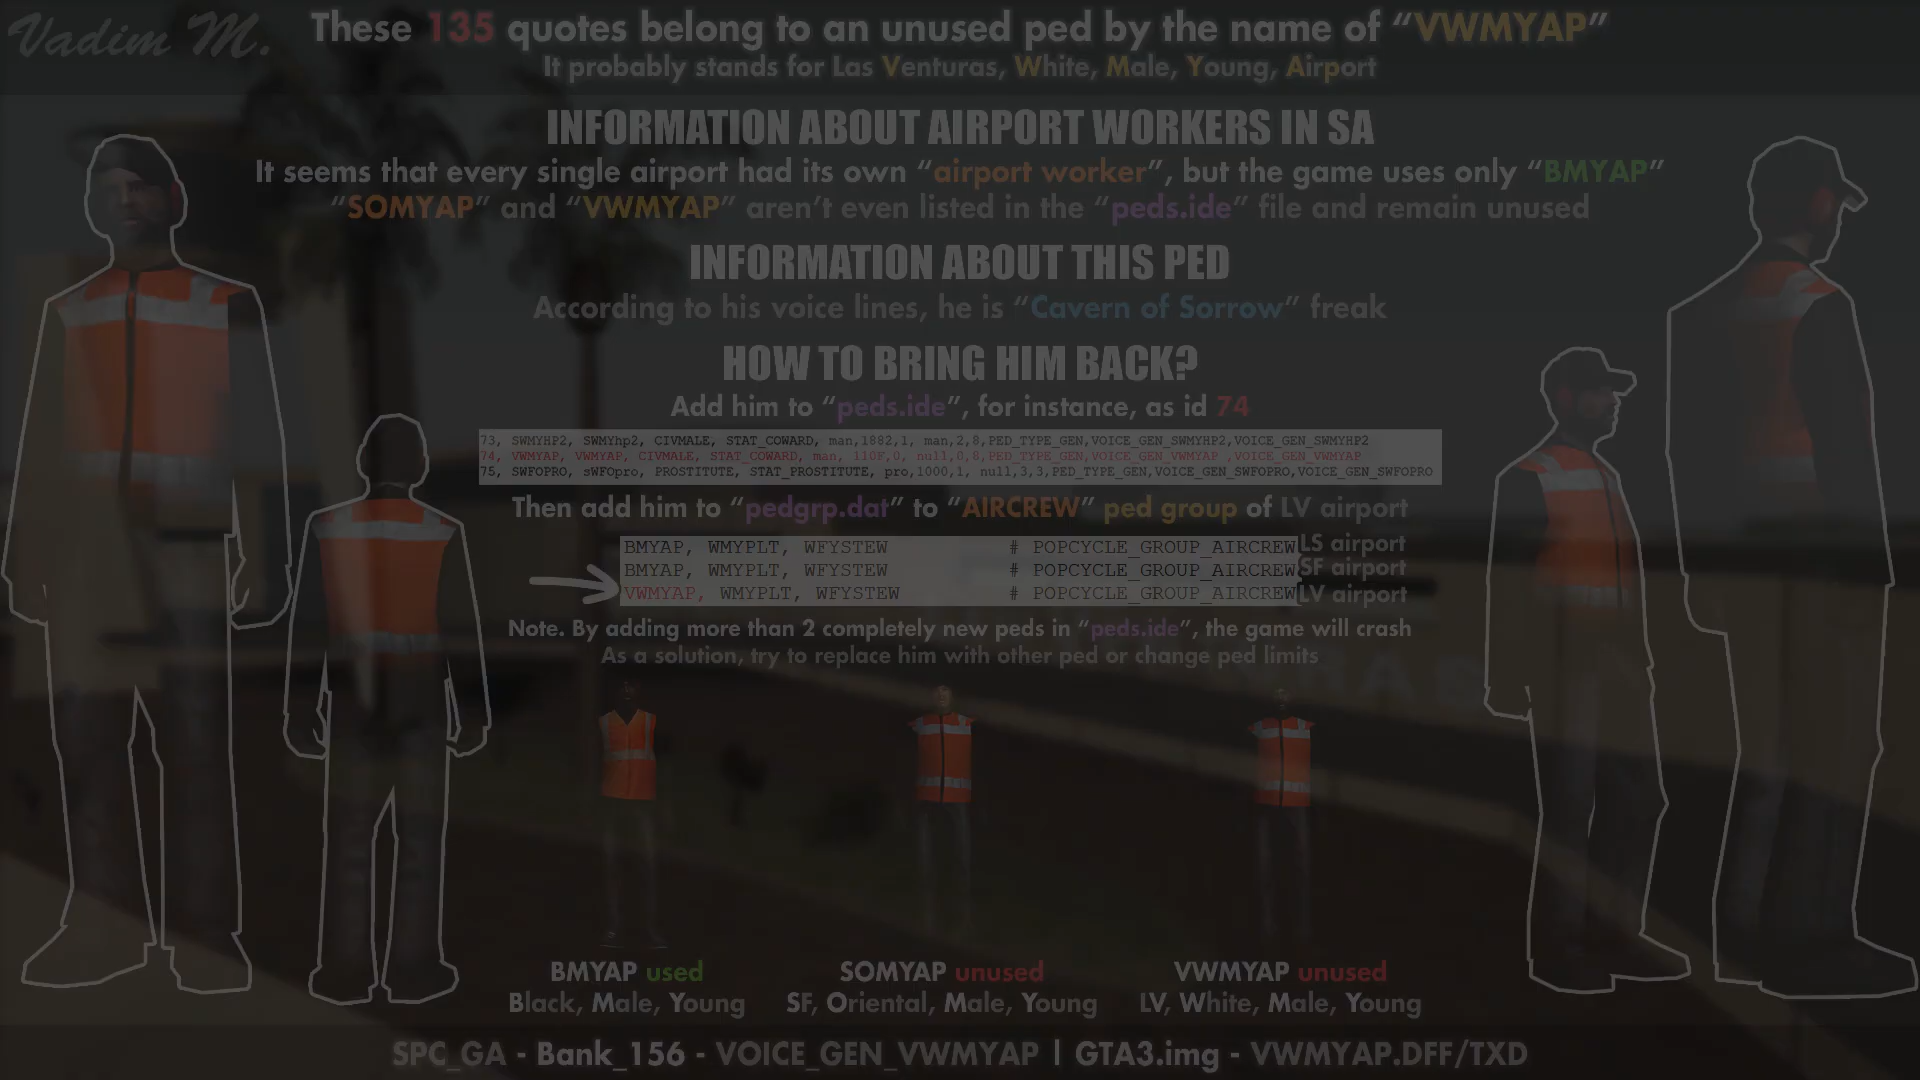 Vadim M.
These 135 quotes belong to an unused ped by the name of “VWMYAP”
It probably stands for Las Venturas, White, Male, Young, Airport
INFORMATION ABOUT AIRPORT WORKERS IN SA
It seems that every single airport had its own “airport worker”, but the game uses only “BMYAP”
“SOMYAP” and “VWMYAP” aren’t even listed in the “peds.ide” file and remain unused
INFORMATION ABOUT THIS PED
According to his voice lines, he is “Cavern of Sorrow” freak
HOW TO BRING HIM BACK?
Add him to “peds.ide”, for instance, as id 74
73, SWMYHP2, SWMYhp2, CIVMALE, STAT_COWARD, man,1882,1, man,2,8,PED_TYPE_GEN,VOICE_GEN_SWMYHP2,VOICE_GEN_SWMYHP2
74, VWMYAP, VWMYAP, CIVMALE, STAT_COWARD, man, 110F,0, null,0,8,PED_TYPE_GEN,VOICE_GEN_VWMYAP ,VOICE_GEN_VWMYAP
75, SWFOPRO, sWFOpro, PROSTITUTE, STAT_PROSTITUTE, pro,1000,1, null,3,3,PED_TYPE_GEN,VOICE_GEN_SWFOPRO,VOICE_GEN_SWFOPRO
Then add him to “pedgrp.dat” to “AIRCREW” ped group of LV airport
BMYAP, WMYPLT, WFYSTEW # POPCYCLE_GROUP_AIRCREW LS airport
BMYAP, WMYPLT, WFYSTEW # POPCYCLE_GROUP_AIRCREW SF airport
VWMYAP, WMYPLT, WFYSTEW # POPCYCLE_GROUP_AIRCREW LV airport
Note. By adding more than 2 completely new peds in “peds.ide”, the game will crash
As a solution, try to replace him with other ped or change ped limits
BMYAP used
Black, Male, Young
SOMYAP unused
SF, Oriental, Male, Young
VWMYAP unused
LV, White, Male, Young
SPC_GA - Bank_156 - VOICE_GEN_VWMYAP | GTA3.img - VWMYAP.DFF/TXD